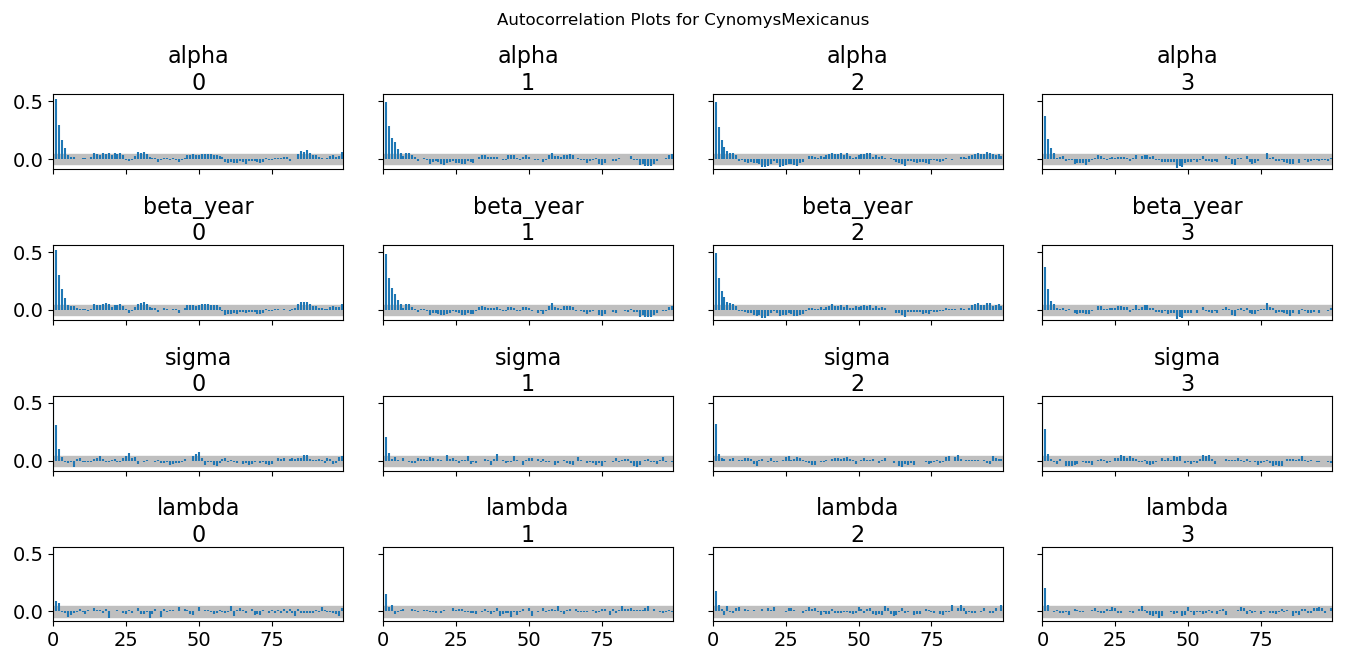 Autocorrelation Plots for CynomysMexicanus
alpha alpha alpha alpha
0 1 2 3
0.5
0.0
beta_year beta_year beta_year beta_year
0 1 2 3
0.5
0.0
sigma sigma sigma sigma
0 1 2 3
0.5
0.0
lambda lambda lambda lambda
0 1 2 3
0.5
0.0
0 25 50 75 0 25 50 75 0 25 50 75 0 25 50 75